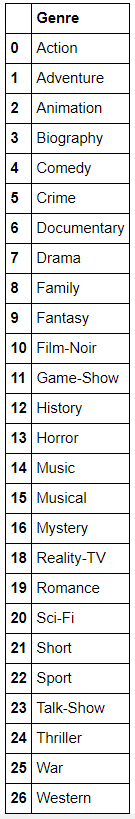 Genre
0 Action
1 Adventure
2 Animation
3 Biography
4 Comedy
5 Crime
6 Documentary
7 Drama
8 Family
9 Fantasy
10 Film-Noir
11 Game-Show
12 History
13 Horror
14 Music
15 Musical
16 Mystery
18 Reality-TV
19 Romance
20 Sci-Fi
21 Short
22 Sport
23 Talk-Show
24 Thriller
25 War
26 Western